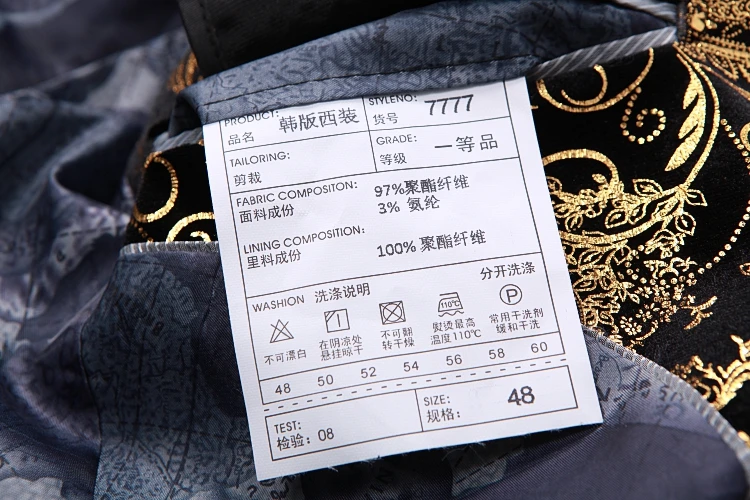 PRODUCT: 韩版西装 STYLENO: 7777
品名 货号
TAILORING: GRADE: 一等品
剪裁 等级
FABRIC COMPOSITON: 97%聚酯纤维
面料成份 3% 氨纶
LINING COMPOSITION: 100% 聚酯纤维
里料成份
WASHION 洗涤说明 分开洗涤
110℃ P
不可漂白 在阴凉处 不可翻 熨烫最高 常用干洗剂
悬挂晾干 转干燥 温度110℃ 缓和干洗
48 50 52 54 56 58 60
TEST: SIZE: 48
检验: 08 规格: